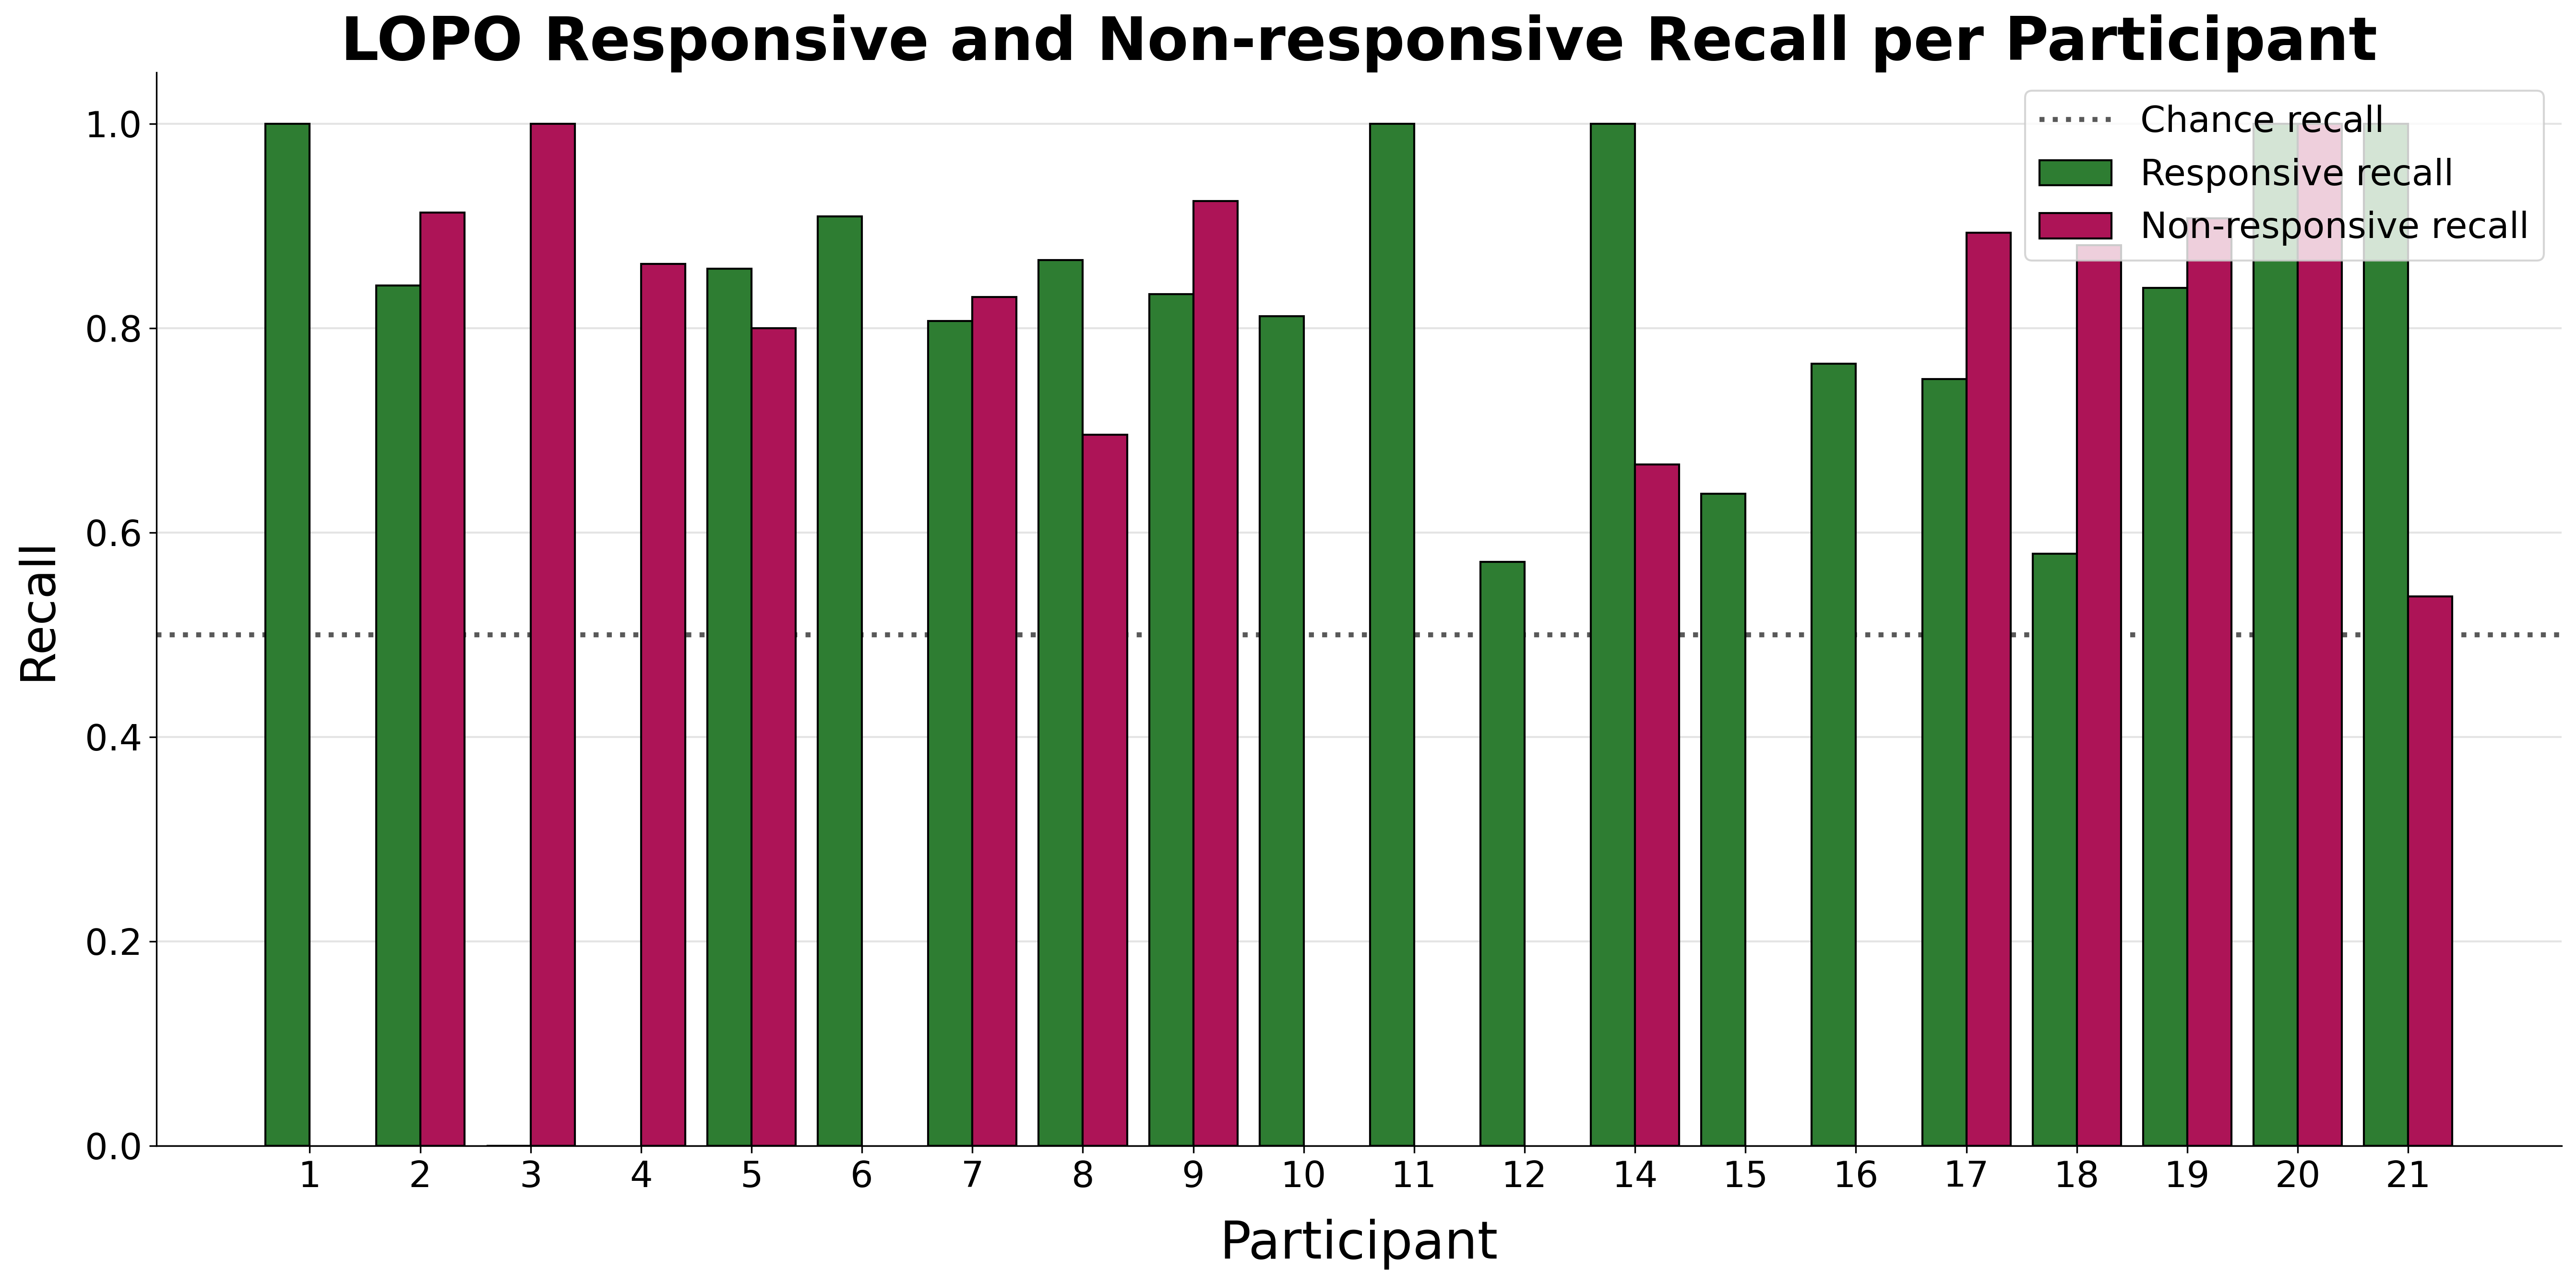 LOPO Responsive and Non-responsive Recall per Participant
Chance recall
Responsive recall
Non-responsive recall
1.0
0.8
0.6
0.4
0.2
0.0
Recall
1 2 3 4 5 6 7 8 9 10 11 12 14 15 16 17 18 19 20 21
Participant